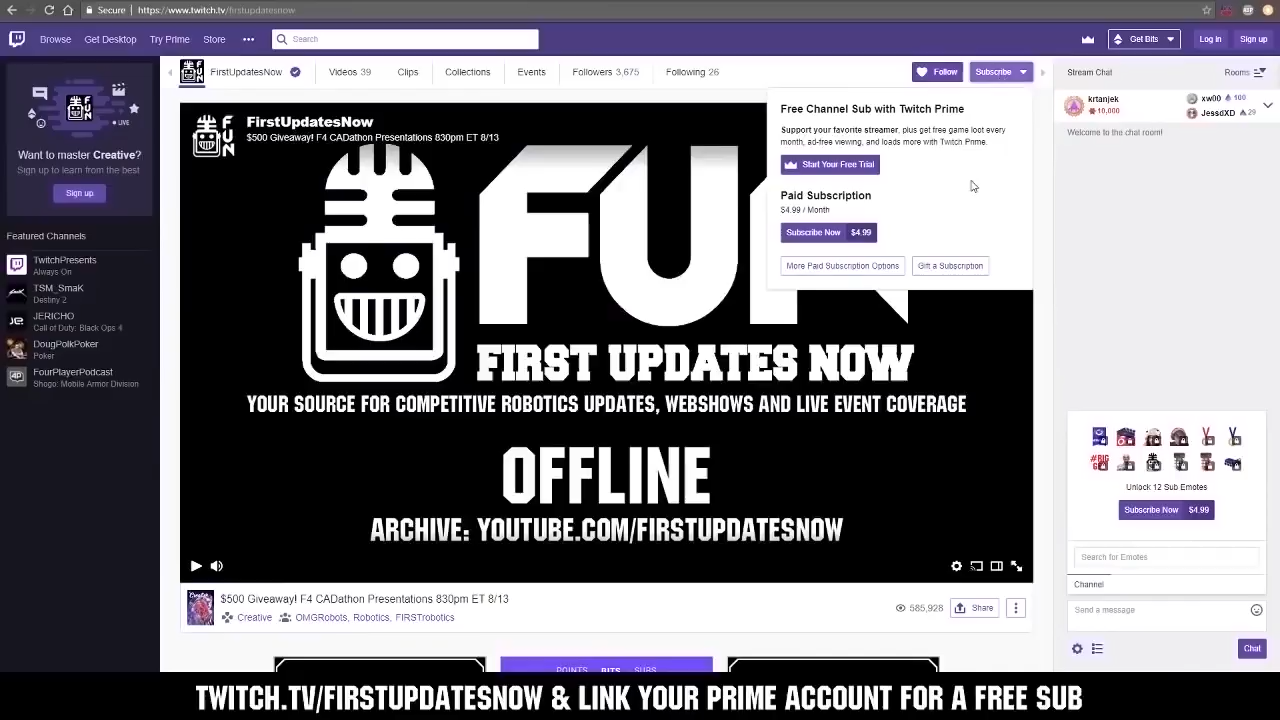 Secure
https://www.twitch.tv/firstupdatesnow
Browse
Get Desktop
Try Prime
Store
Search
Get Bits
Log in
Sign up
FirstUpdatesNow
Videos 39
Clips
Collections
Events
Followers 3,675
Following 26
Follow
Subscribe
Stream Chat
Rooms
FUN
LIVE
Want to master Creative?
Sign up to learn from the best
Sign up
Featured Channels
TwitchPresents
Always On
TSM_SmaK
Destiny 2
JERICHO
Call of Duty: Black Ops 4
DougPolkPoker
Poker
FourPlayerPodcast
Shogo: Mobile Armor Division
FUN
FirstUpdatesNow
$500 Giveaway! F4 CADathon Presentations 830pm ET 8/13
FUN
FIRST UPDATES NOW
YOUR SOURCE FOR COMPETITIVE ROBOTICS UPDATES, WEBSHOWS AND LIVE EVENT COVERAGE
OFFLINE
ARCHIVE: YOUTUBE.COM/FIRSTUPDATESNOW
Free Channel Sub with Twitch Prime
Support your favorite streamer, plus get free game loot every
month, ad-free viewing, and loads more with Twitch Prime.
Start Your Free Trial
Paid Subscription
$4.99 / Month
Subscribe Now $4.99
More Paid Subscription Options
Gift a Subscription
krtanjek
10,000
xw00 100
JessdXD 29
Welcome to the chat room!
Unlock 12 Sub Emotes
Subscribe Now $4.99
Search for Emotes
Channel
Send a message
Chat
$500 Giveaway! F4 CADathon Presentations 830pm ET 8/13
Creative
OMGRobots, Robotics, FIRSTrobotics
585,928
Share
POINTS BITS SUBS
TWITCH.TV/FIRSTUPDATESNOW & LINK YOUR PRIME ACCOUNT FOR A FREE SUB